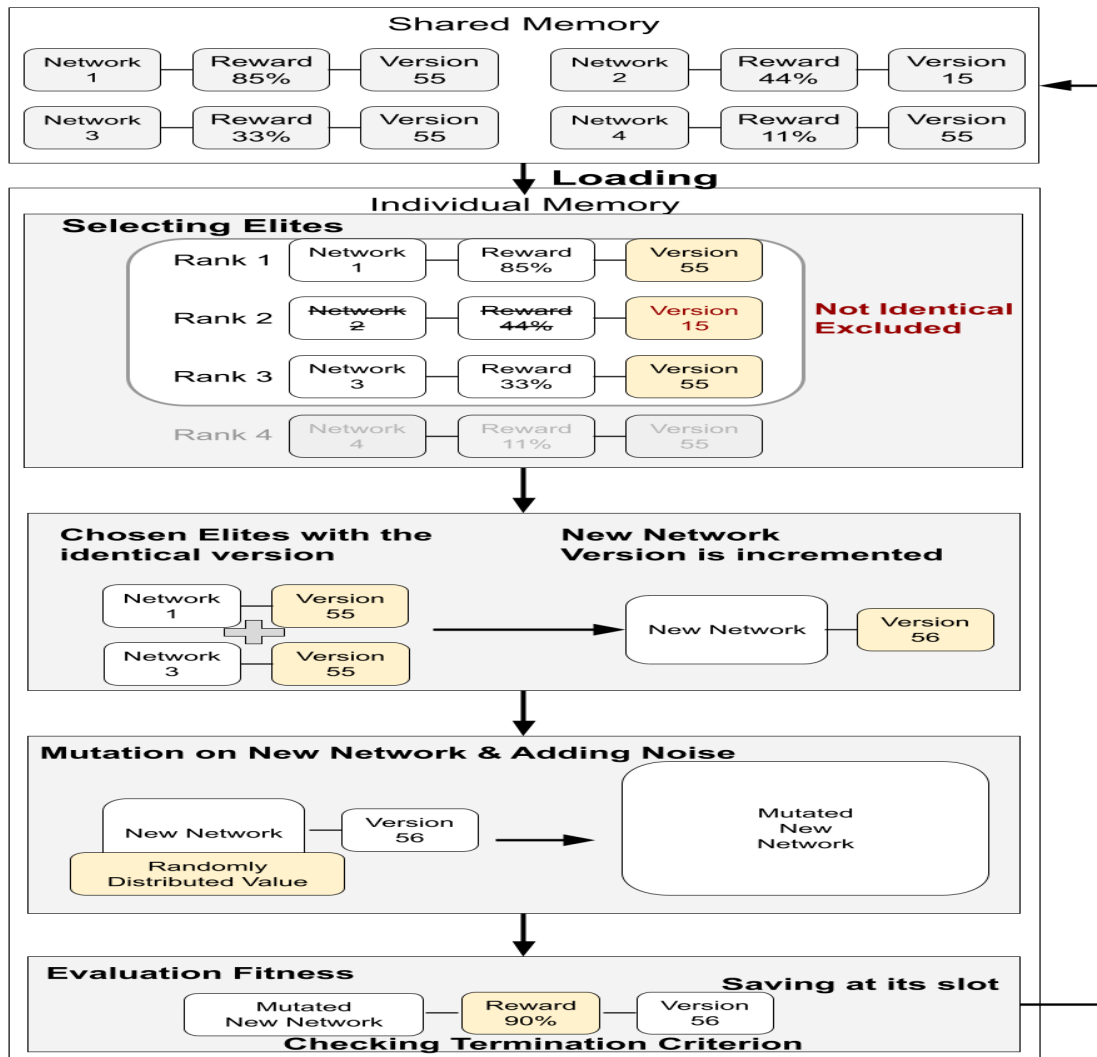 Shared Memory
Network
1
Reward
85%
Version
55
Network
2
Reward
44%
Version
15
Network
3
Reward
33%
Version
55
Network
4
Reward
11%
Version
55
Loading
Individual Memory
Selecting Elites
Rank 1
Network
1
Reward
85%
Version
55
Rank 2
Network
2
Reward
44%
Version
15
Not Identical
Excluded
Rank 3
Network
3
Reward
33%
Version
55
Rank 4
Network
4
Reward
11%
Version
55
Chosen Elites with the
identical version
Network
1
Version
55
Network
3
Version
55
New Network
Version is incremented
New Network
Version
56
Mutation on New Network & Adding Noise
New Network
Version
56
Randomly
Distributed Value
Mutated
New
Network
Evaluation Fitness
Saving at its slot
Mutated
New Network
Reward
90%
Version
56
Checking Termination Criterion